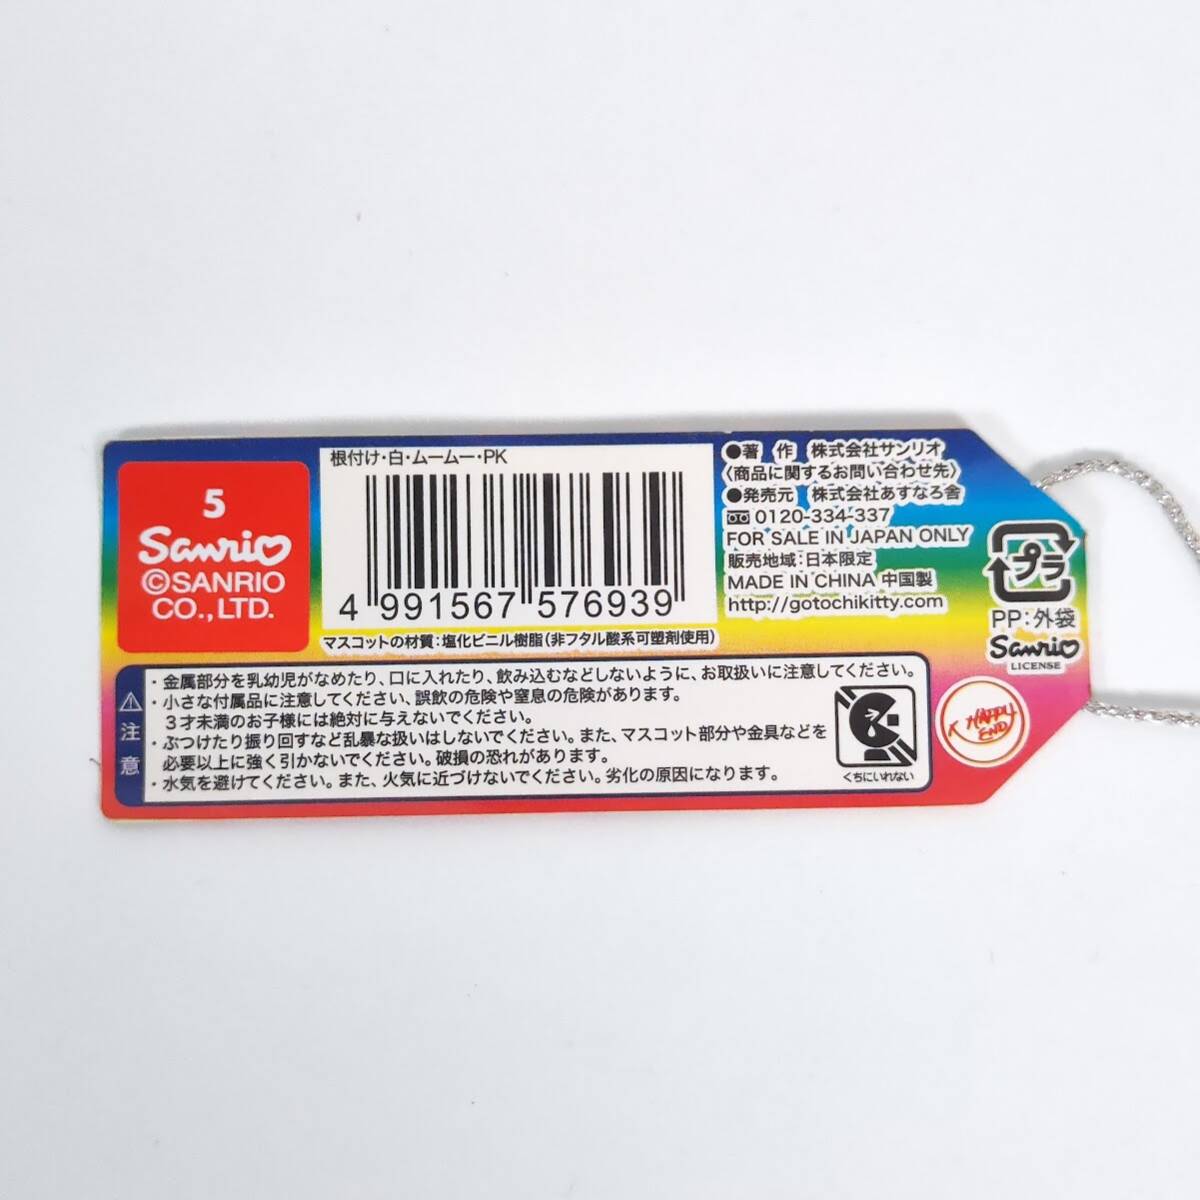 5
Sanrio
©SANRIO
CO.,LTD.
根付け・白・ムームー・PK
4 991567 576939
マスコットの材質:塩化ビニル樹脂(非フタル酸系可塑剤使用)
●著 作 株式会社サンリオ
〈商品に関するお問い合わせ先〉
●発売元 株式会社あすなろ舎
0120-334-337
FOR SALE IN JAPAN ONLY
販売地域:日本限定
MADE IN CHINA 中国製
http://gotochikitty.com
プラ
PP:外袋
Sanrio
LICENSE
注意
・金属部分を乳幼児がなめたり、口に入れたり、飲み込むなどしないように、お取扱いに注意してください。
・小さな付属品に注意してください、誤飲の危険や窒息の危険があります。
3才未満のお子様には絶対に与えないでください。
・ぶつけたり振り回すなど乱暴な扱いはしないでください。また、マスコット部分や金具などを
必要以上に強く引かないでください。破損の恐れがあります。
・水気を避けてください。また、火気に近づけないでください。劣化の原因になります。
くちにいれない
HAPPY
END